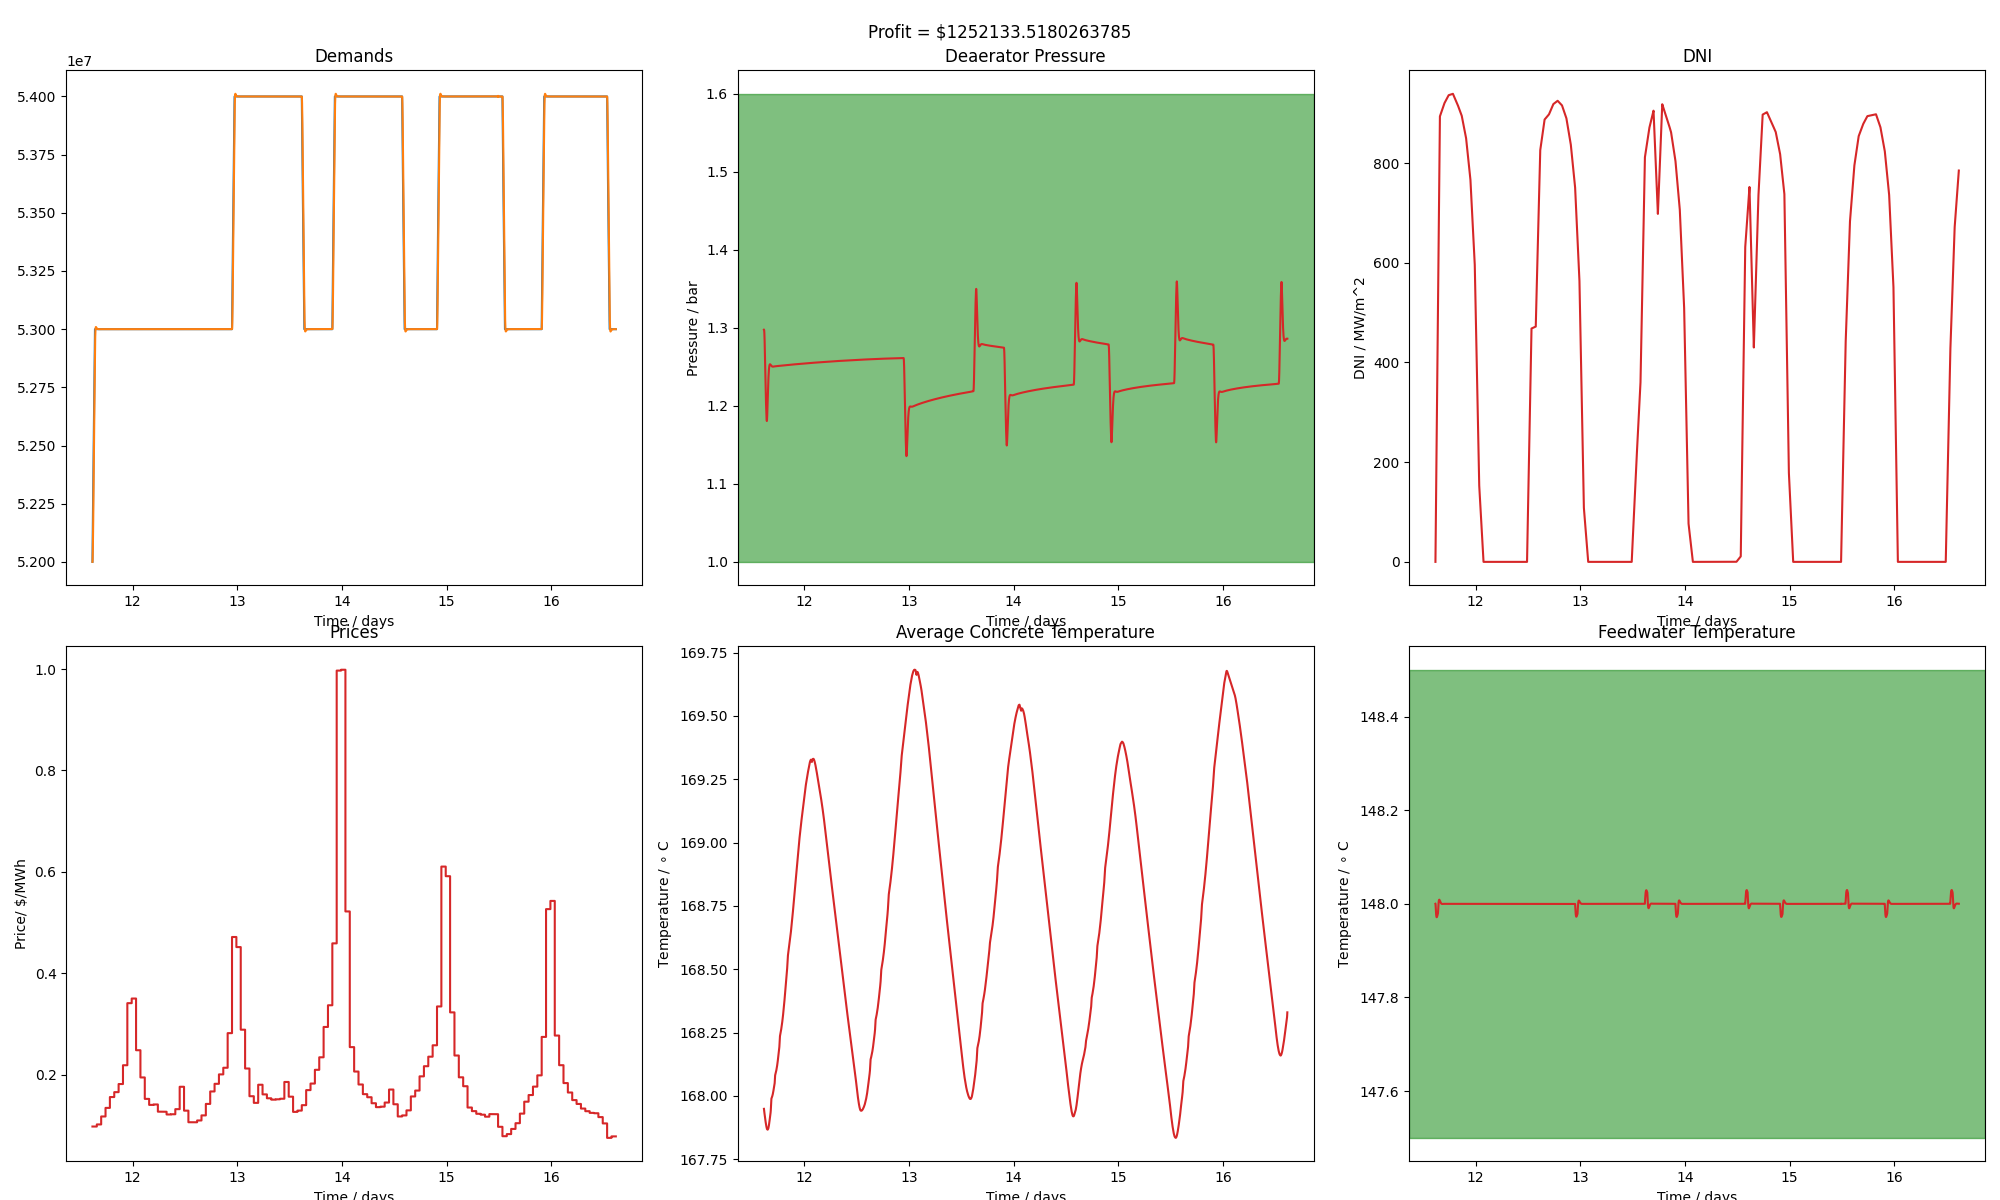 Profit = $1252133.5180263785
Demands
1e7
5.400
5.375
5.350
5.325
5.300
5.275
5.250
5.225
5.200
12 13 14 15 16
Time / days
Deaerator Pressure
Pressure / bar
1.6
1.5
1.4
1.3
1.2
1.1
1.0
12 13 14 15 16
Time / days
DNI
DNI / MW/m^2
800
600
400
200
0
12 13 14 15 16
Time / days
Prices
Price/ $/MWh
1.0
0.8
0.6
0.4
0.2
12 13 14 15 16
Time / days
Average Concrete Temperature
Temperature / ∘ C
169.75
169.50
169.25
169.00
168.75
168.50
168.25
168.00
167.75
12 13 14 15 16
Time / days
Feedwater Temperature
Temperature / ∘ C
148.4
148.2
148.0
147.8
147.6
12 13 14 15 16
Time / days